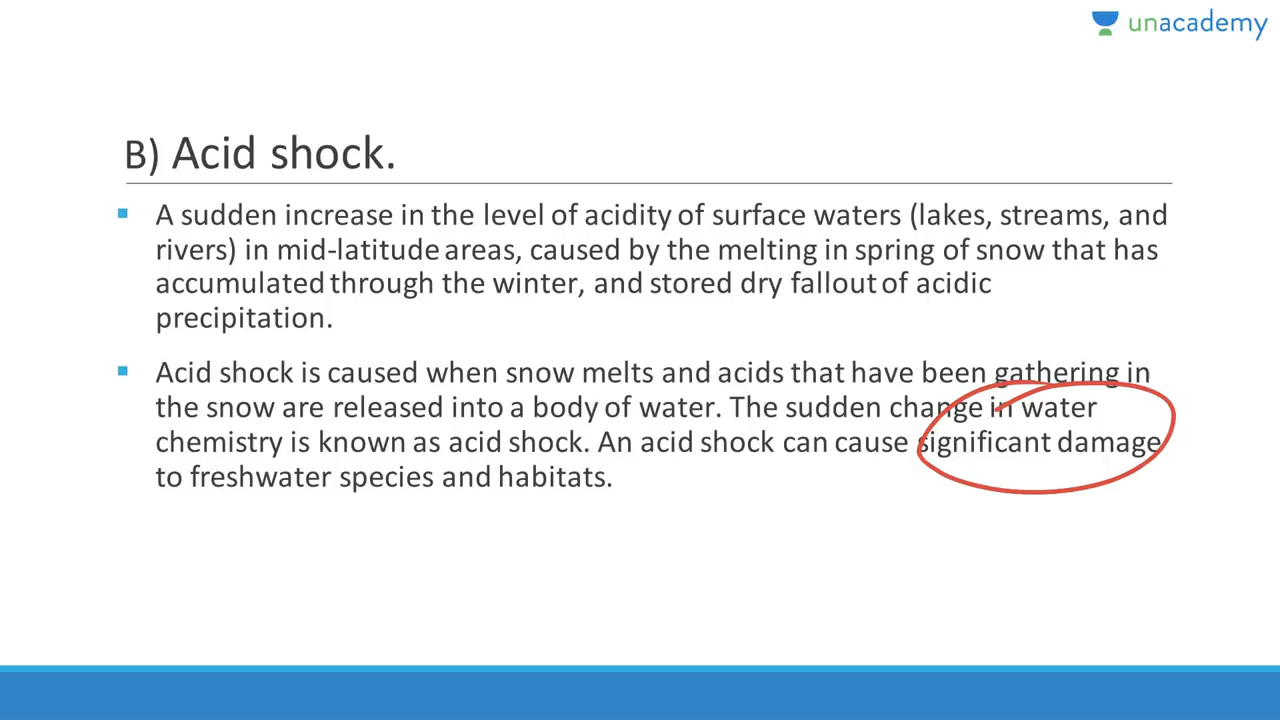 unacademy
B) Acid shock.
▪ A sudden increase in the level of acidity of surface waters (lakes, streams, and
rivers) in mid-latitude areas, caused by the melting in spring of snow that has
accumulated through the winter, and stored dry fallout of acidic
precipitation.
▪ Acid shock is caused when snow melts and acids that have been gathering in
the snow are released into a body of water. The sudden change in water
chemistry is known as acid shock. An acid shock can cause significant damage
to freshwater species and habitats.